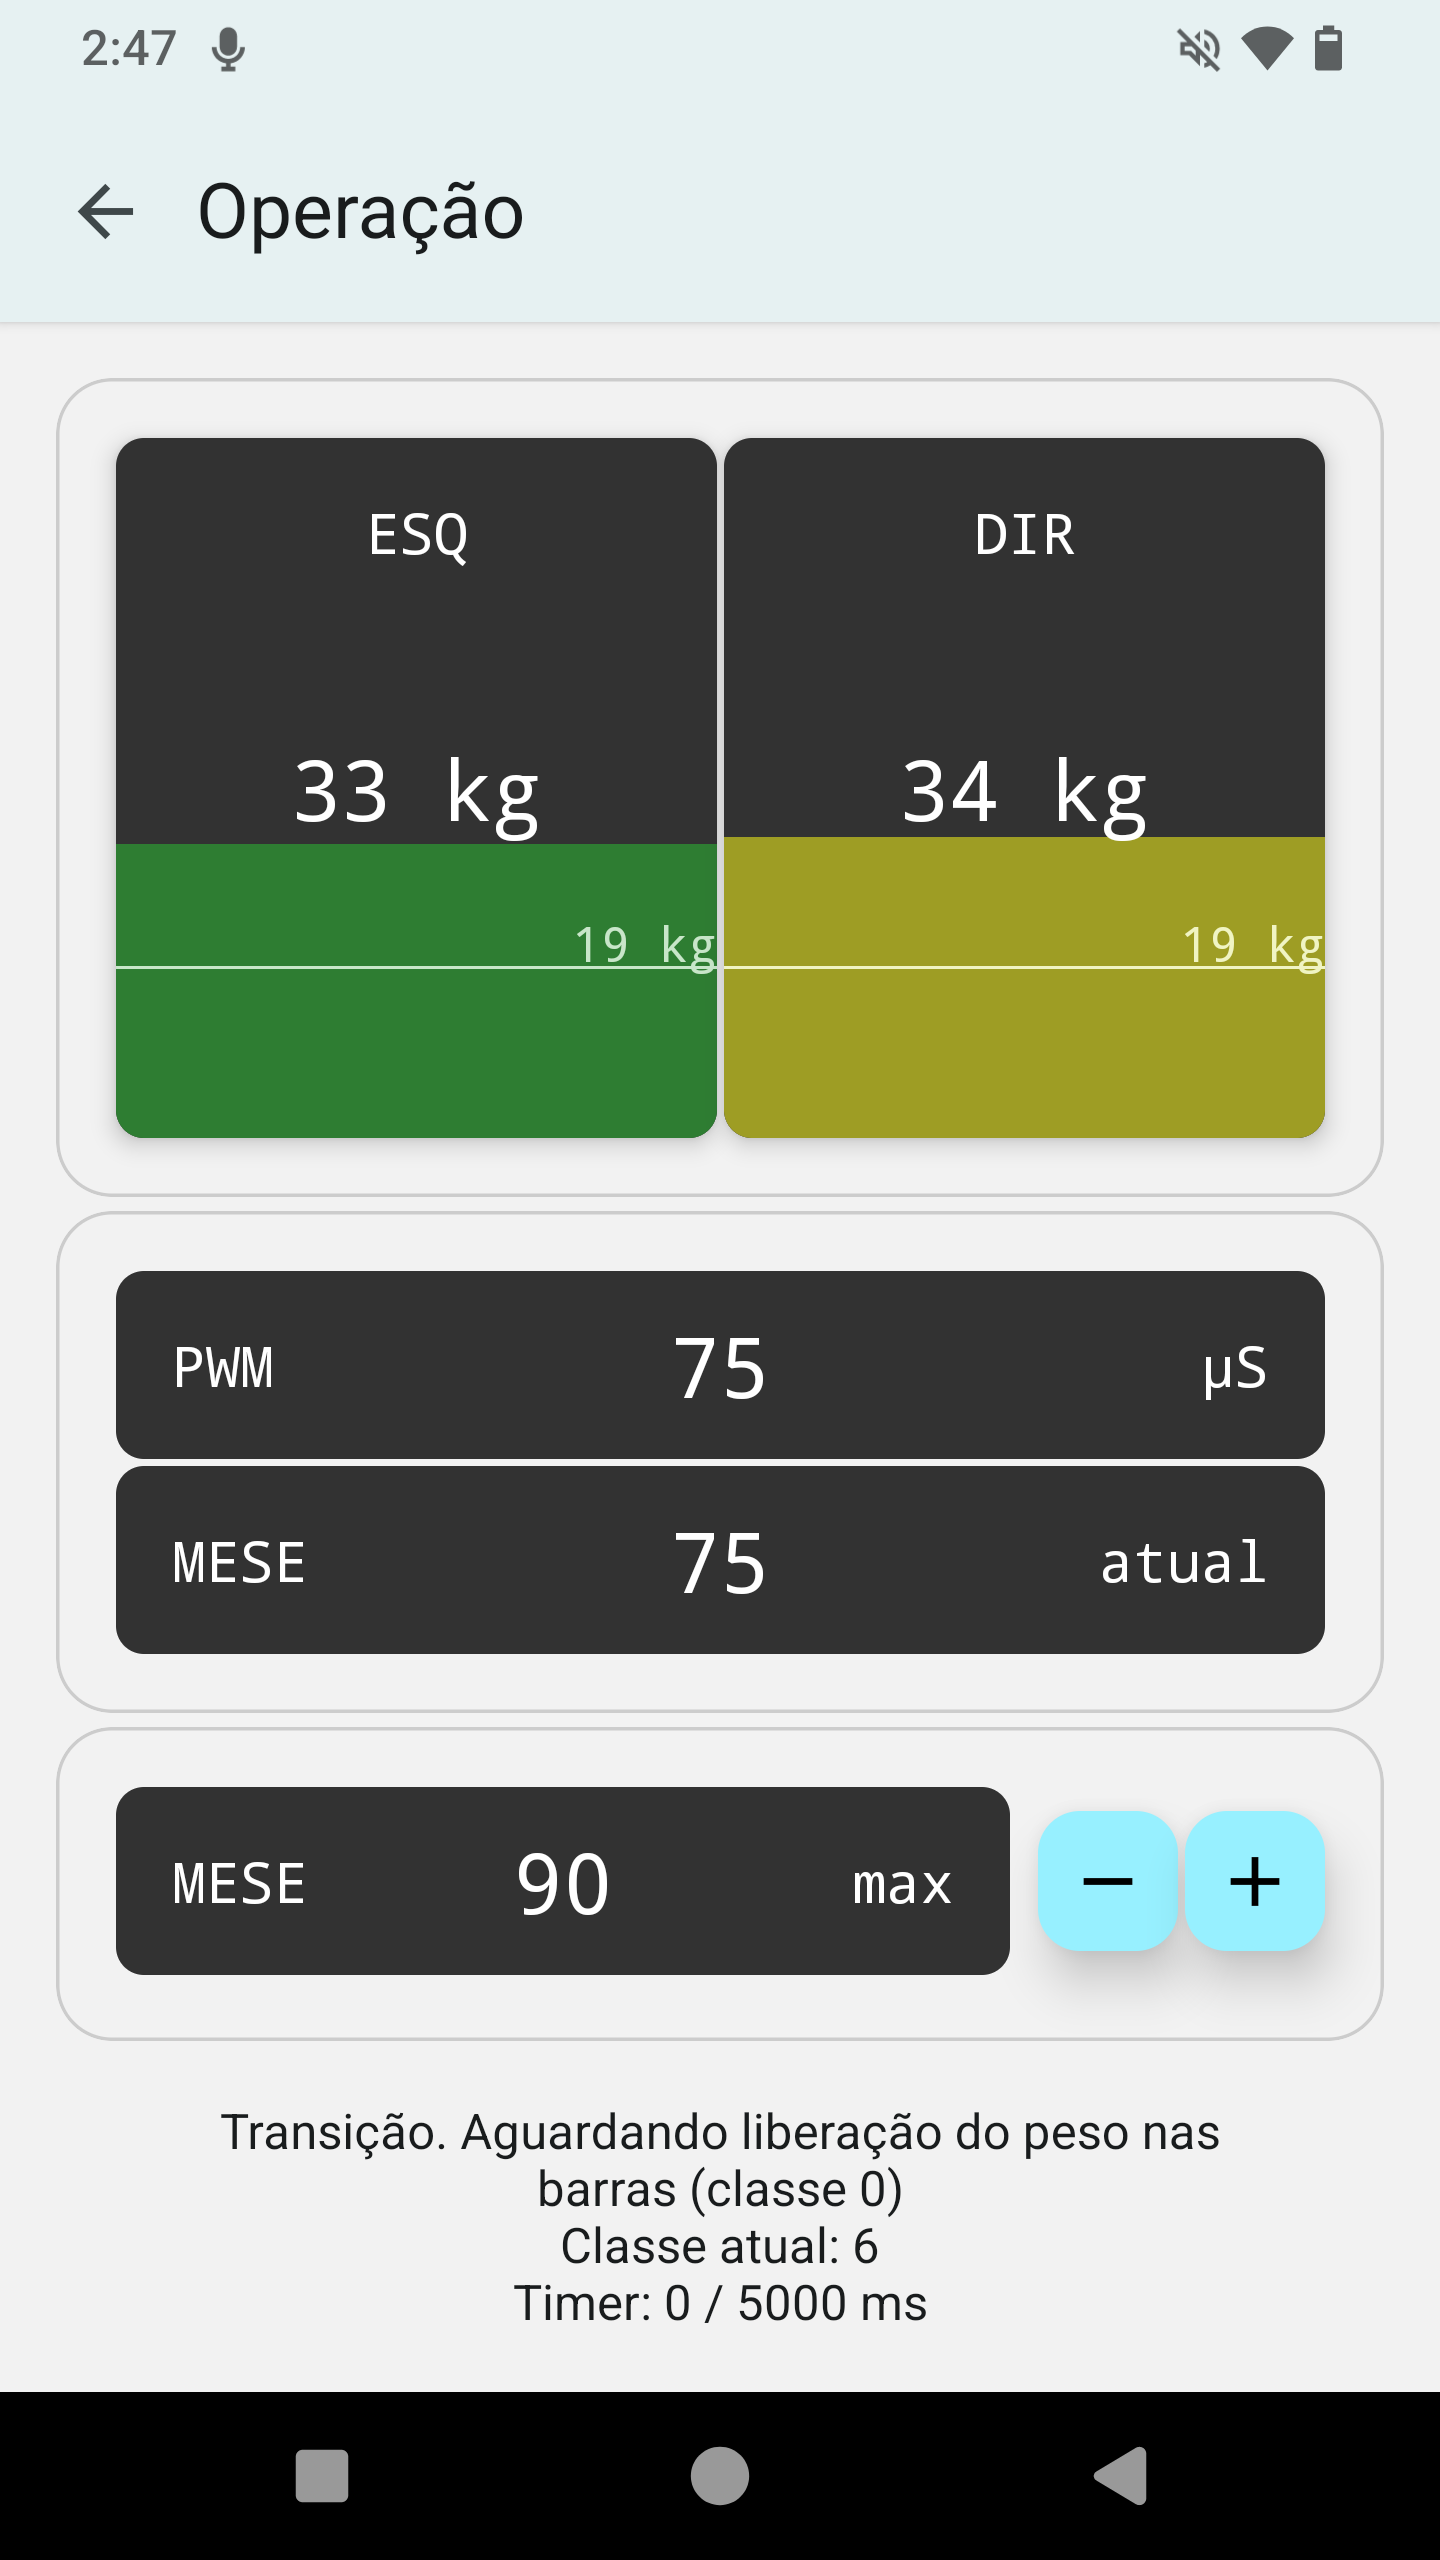 2:47
Operação
ESQ
DIR
33 kg
34 kg
19 kg
19 kg
PWM 75 µS
MESE 75 atual
MESE 90 max
Transição. Aguardando liberação do peso nas
barras (classe 0)
Classe atual: 6
Timer: 0 / 5000 ms